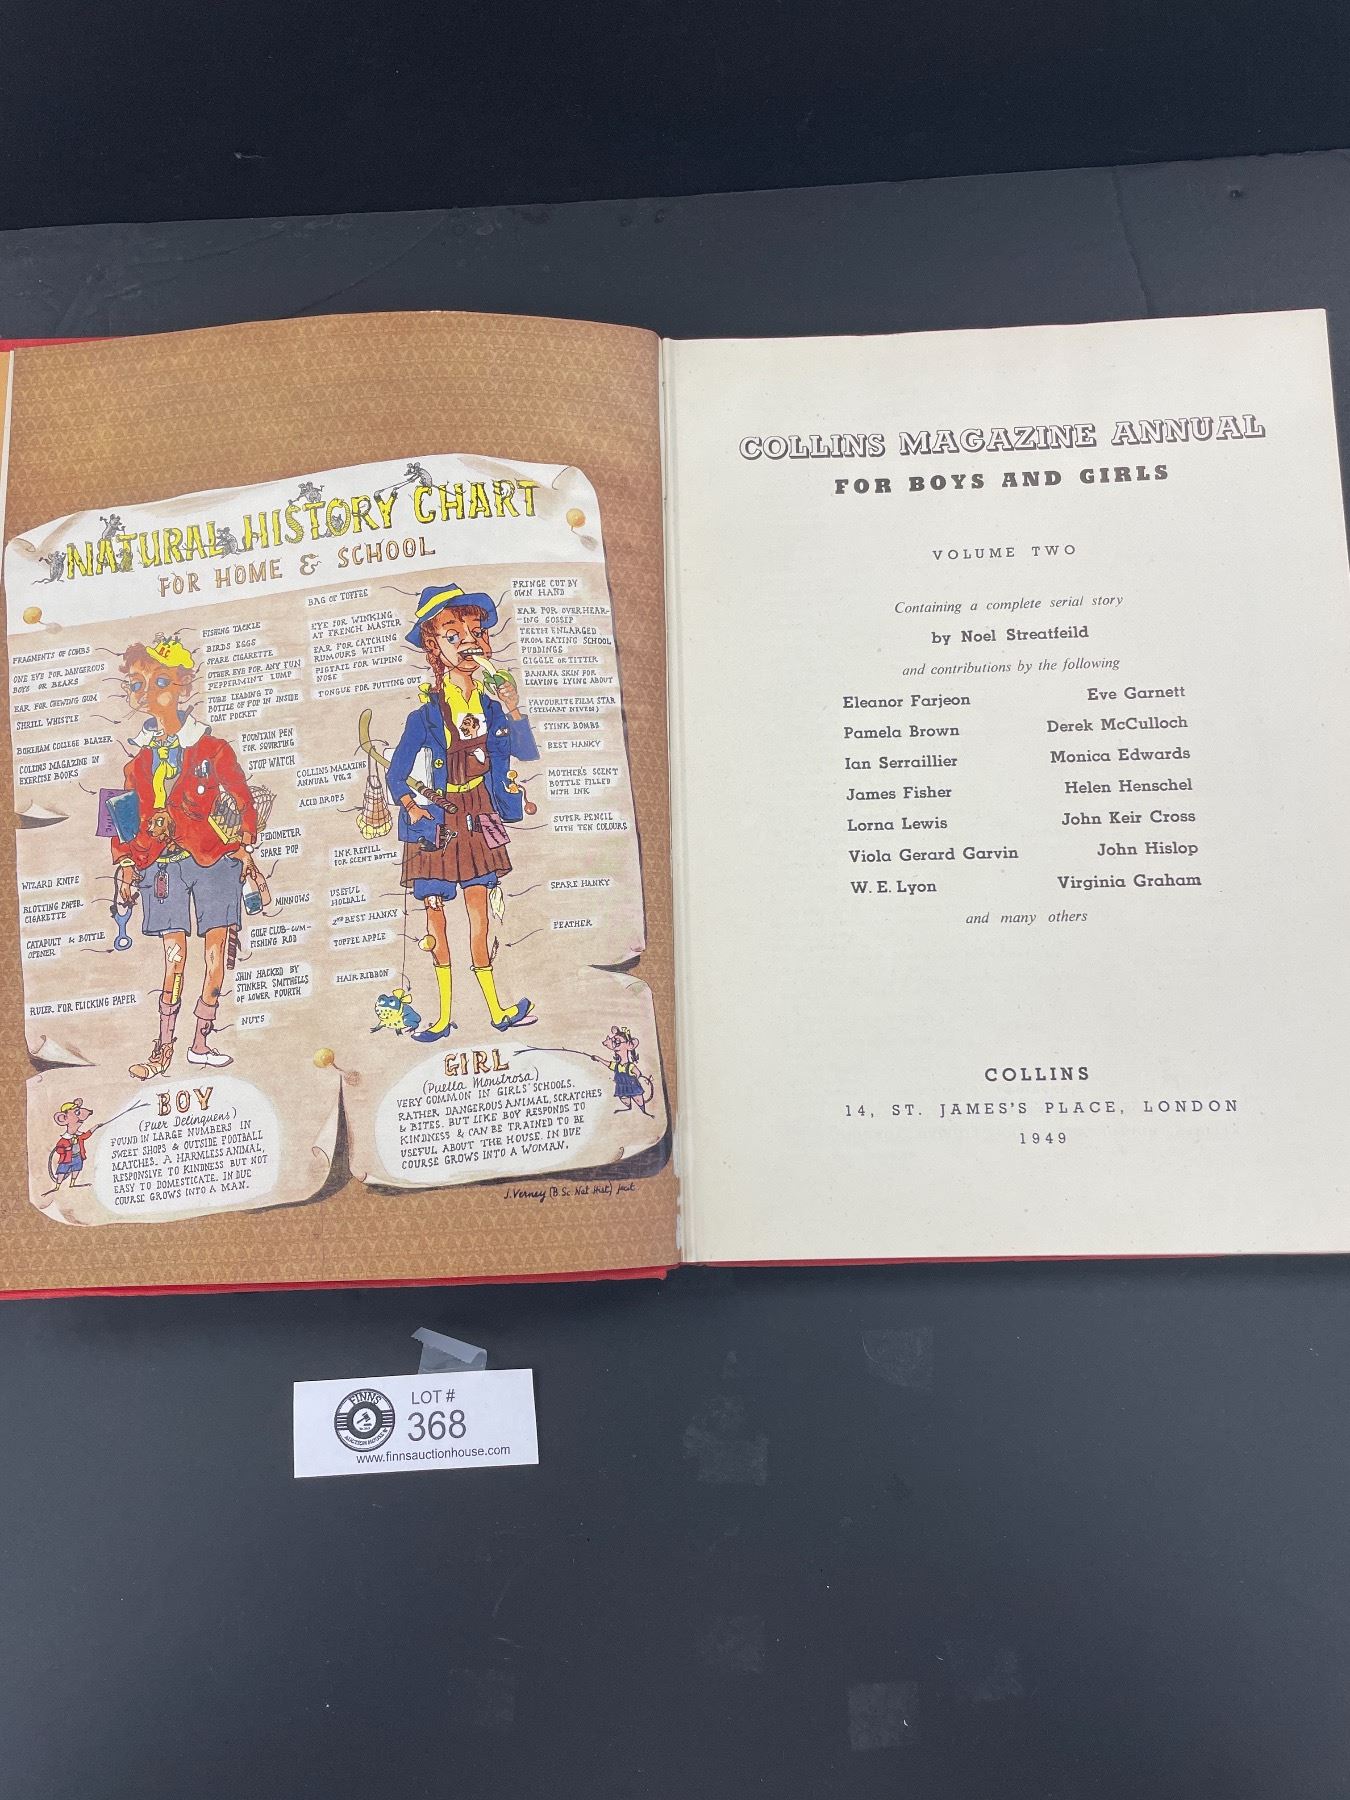 NATURAL HISTORY CHART
FOR HOME & SCHOOL
FRAGMENTS OF COMBS
ONE EYE FOR DANGEROUS
BOYS OR BEAKS
EAR FOR CHEWING GUM
SHRILL WHISTLE
BOREHAM COLLEGE BLAZER
COLLINS MAGAZINE IN
EXERCISE BOOKS
WIZARD KNIFE
BLOTTING PAPER
CIGARETTE
CATAPULT & BOTTLE
OPENER
RULER FOR FLICKING PAPER
FISHING TACKLE
BIRDS EGGS
SPARE CIGARETTE
OTHER EYE FOR ANY FUN
PEPPERMINT LUMP
TUBE LEADING TO
BOTTLE OF POP IN INSIDE
COAT POCKET
FOUNTAIN PEN
FOR SQUIRTING
STOP WATCH
PEDOMETER
SPARE POP
MINNOWS
GOLF CLUB-CUM-
FISHING ROD
SHIN HACKED BY
STINKER SMITHELLS
OF LOWER FOURTH
NUTS
BAG OF TOFFEE
EYE FOR WINKING
AT FRENCH MASTER
EAR FOR CATCHING
RUMOURS WITH
PIGTAIL FOR WIPING
NOSE
TONGUE FOR PUTTING OUT
COLLINS MAGAZINE
ANNUAL VOL 2
ACID DROPS
INK REFILL
FOR SCENT BOTTLE
USEFUL
HOLDALL
2ND BEST HANKY
TOFFEE APPLE
HAIR RIBBON
FRINGE CUT BY
OWN HAND
EAR FOR OVERHEAR-
-ING GOSSIP
TEETH ENLARGED
FROM EATING SCHOOL
PUDDINGS
GIGGLE OR TITTER
BANANA SKIN FOR
LEAVING LYING ABOUT
FAVOURITE FILM STAR
(STEWART NIVEN)
STINK BOMBS
BEST HANKY
MOTHER'S SCENT
BOTTLE FILLED
WITH INK
SUPER PENCIL
WITH TEN COLOURS
SPARE HANKY
FEATHER
BOY
(Puer Delinquens)
FOUND IN LARGE NUMBERS IN
SWEET SHOPS & OUTSIDE FOOTBALL
MATCHES. A HARMLESS ANIMAL,
RESPONSIVE TO KINDNESS BUT NOT
EASY TO DOMESTICATE. IN DUE
COURSE GROWS INTO A MAN.
GIRL
(Puella Monstrosa)
VERY COMMON IN GIRLS' SCHOOLS.
RATHER DANGEROUS ANIMAL, SCRATCHES
& BITES. BUT LIKE BOY RESPONDS TO
KINDNESS & CAN BE TRAINED TO BE
USEFUL ABOUT THE HOUSE. IN DUE
COURSE GROWS INTO A WOMAN.
J. Verney (B. Sc. Nat Hist) fecit
COLLINS MAGAZINE ANNUAL
FOR BOYS AND GIRLS
VOLUME TWO
Containing a complete serial story
by Noel Streatfeild
and contributions by the following
Eleanor Farjeon Eve Garnett
Pamela Brown Derek McCulloch
Ian Serraillier Monica Edwards
James Fisher Helen Henschel
Lorna Lewis John Keir Cross
Viola Gerard Garvin John Hislop
W. E. Lyon Virginia Graham
and many others
COLLINS
14, ST. JAMES'S PLACE, LONDON
1949
FINNS
AUCTION HOUSE
LOT #
368
www.finnsauctionhouse.com